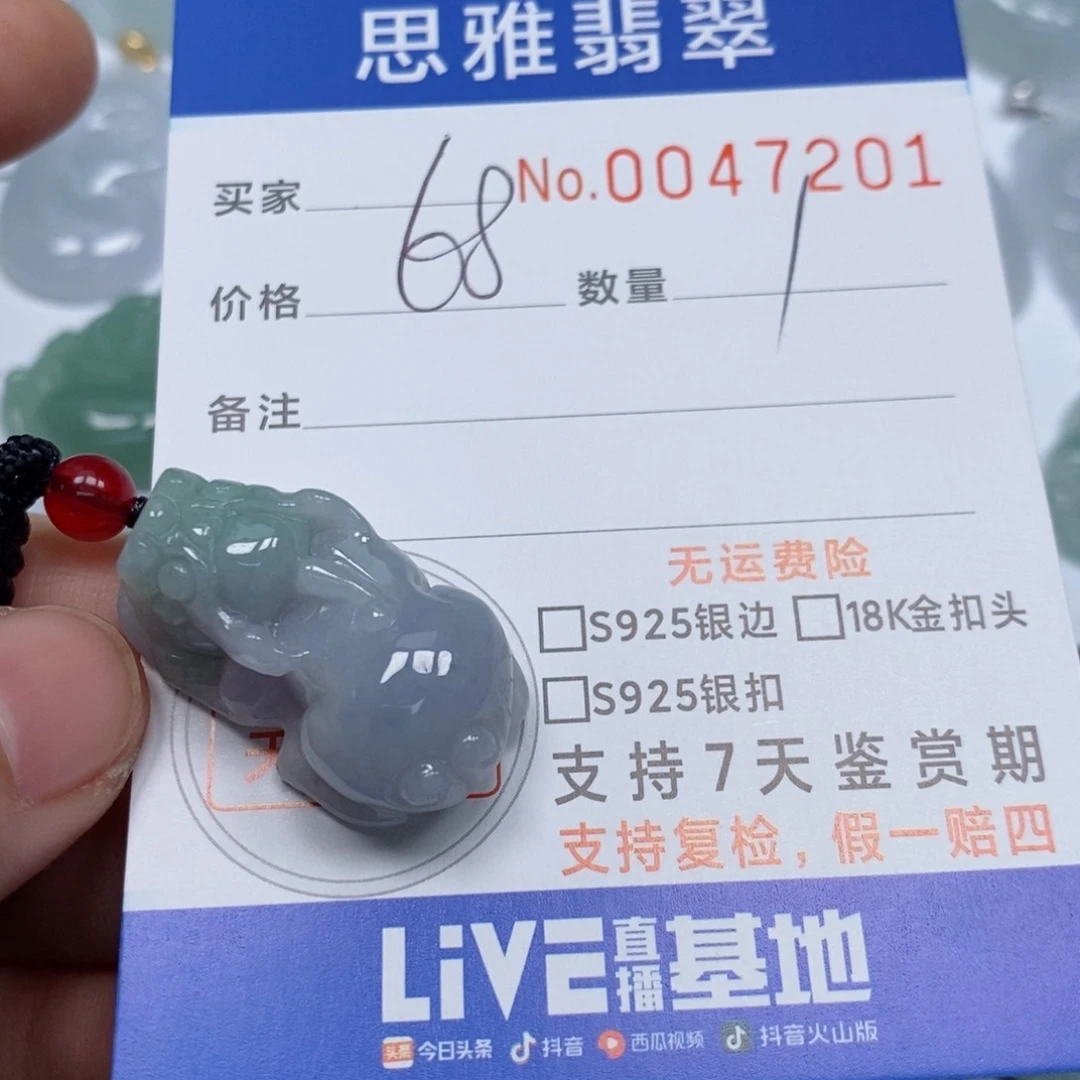 思雅翡翠
No.0047201
买家
价格 68 数量 1
备注
无运费险
□S925银边 □18K金扣头
□S925银扣
支持7天鉴赏期
支持复检，假一赔四
LiVE直播基地
头条 今日头条 抖音 西瓜视频 抖音火山版